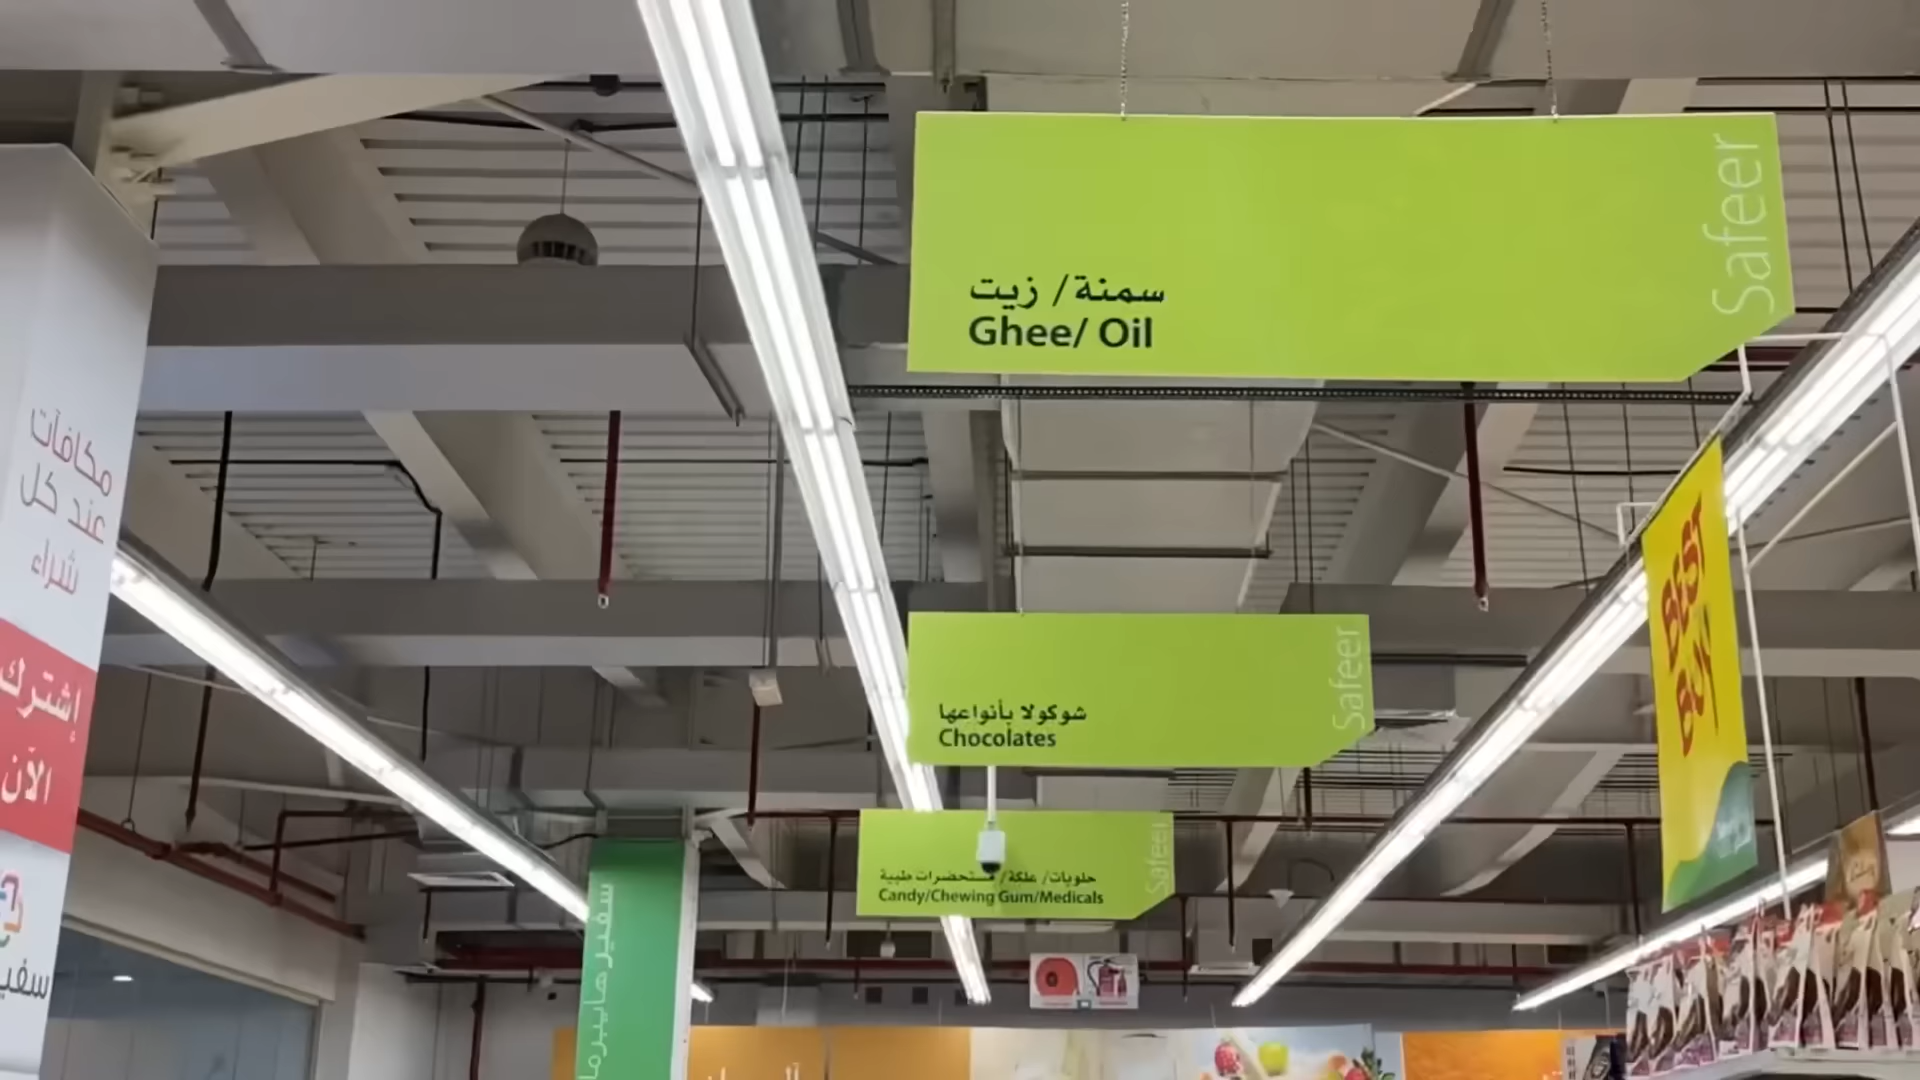 سمنة/ زيت
Ghee/ Oil
Safeer
شوكولا بأنواعها
Chocolates
Safeer
حلويات/ علكة/ مستحضرات طبية
Candy/Chewing Gum/Medicals
Safeer
مكافآت
عند كل
شراء
إشترك
الآن
BEST
BUY
سفير هايبرما